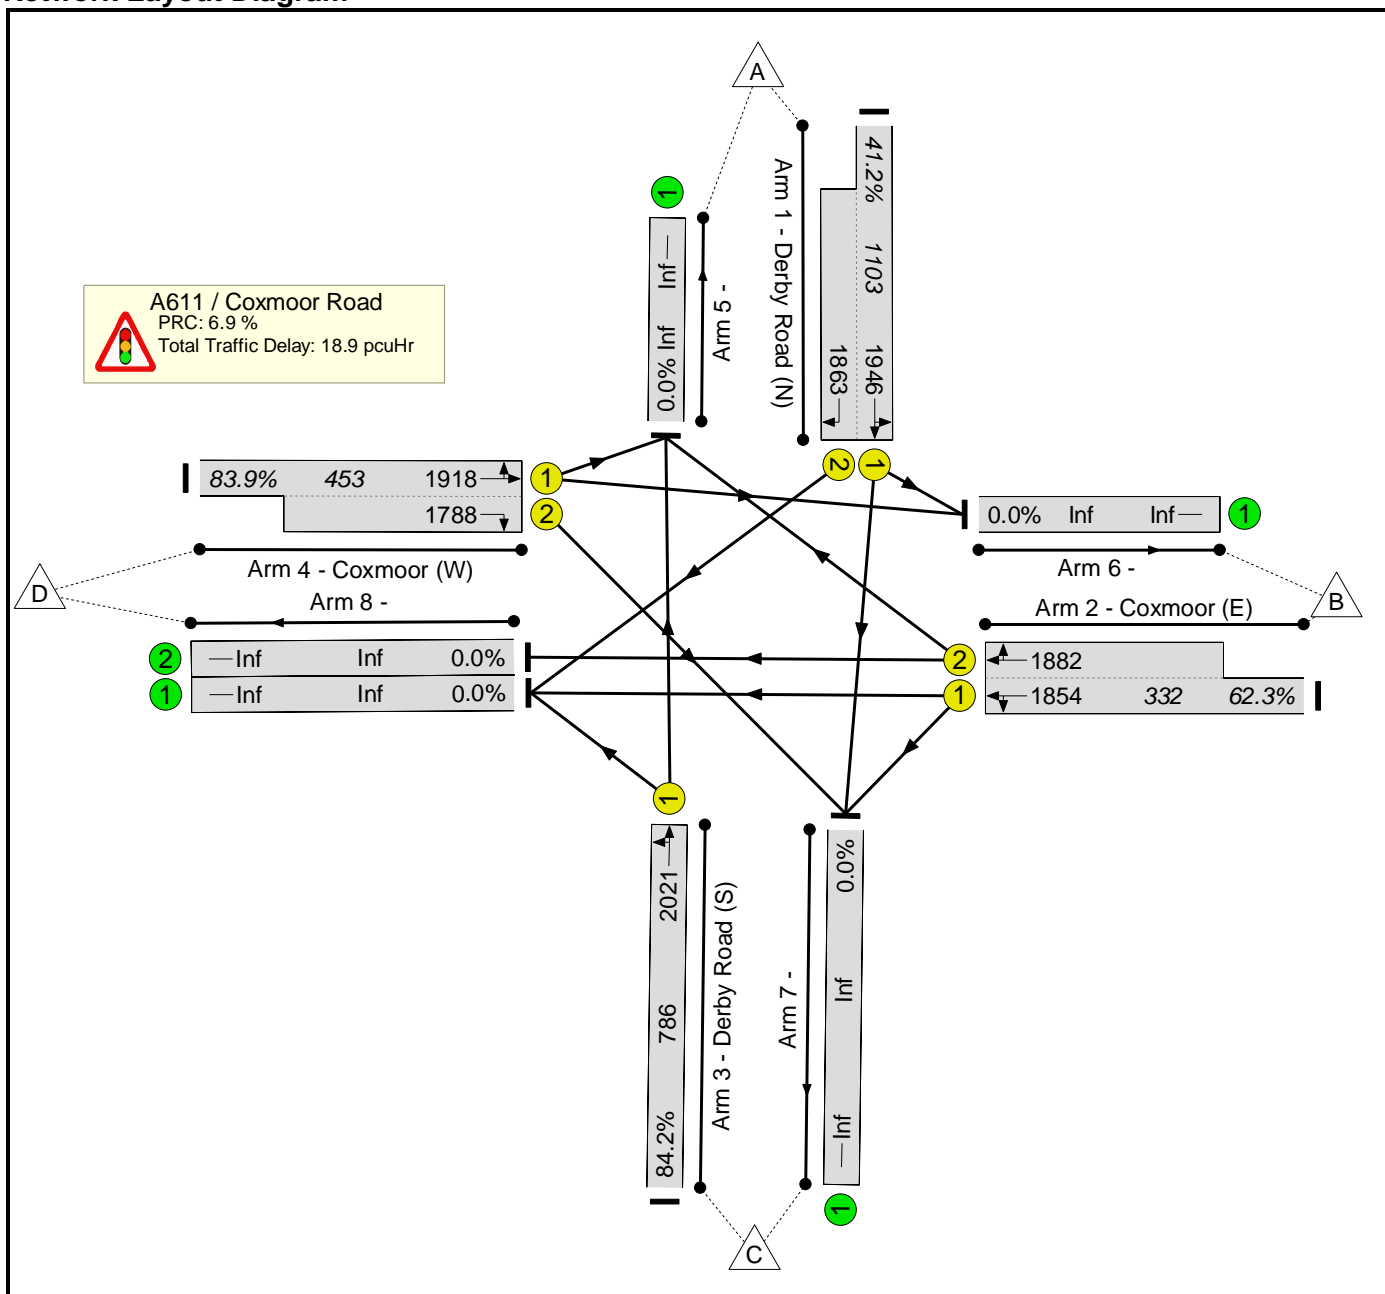 Network Layout Diagram
A
41.2% 1103 1946
1863
Arm 1 - Derby Road (N)
1
0.0% Inf Inf
Arm 5 -
A611 / Coxmoor Road
PRC: 6.9 %
Total Traffic Delay: 18.9 pcuHr
83.9% 453 1918
1788
1
2
2
1
0.0% Inf Inf
1
Arm 4 - Coxmoor (W)
Arm 6 -
D
Arm 8 -
Arm 2 - Coxmoor (E)
B
2
Inf Inf 0.0%
2
1882
1
Inf Inf 0.0%
1
1854 332 62.3%
1
84.2% 786 2021
Arm 3 - Derby Road (S)
Arm 7 -
Inf Inf 0.0%
1
C